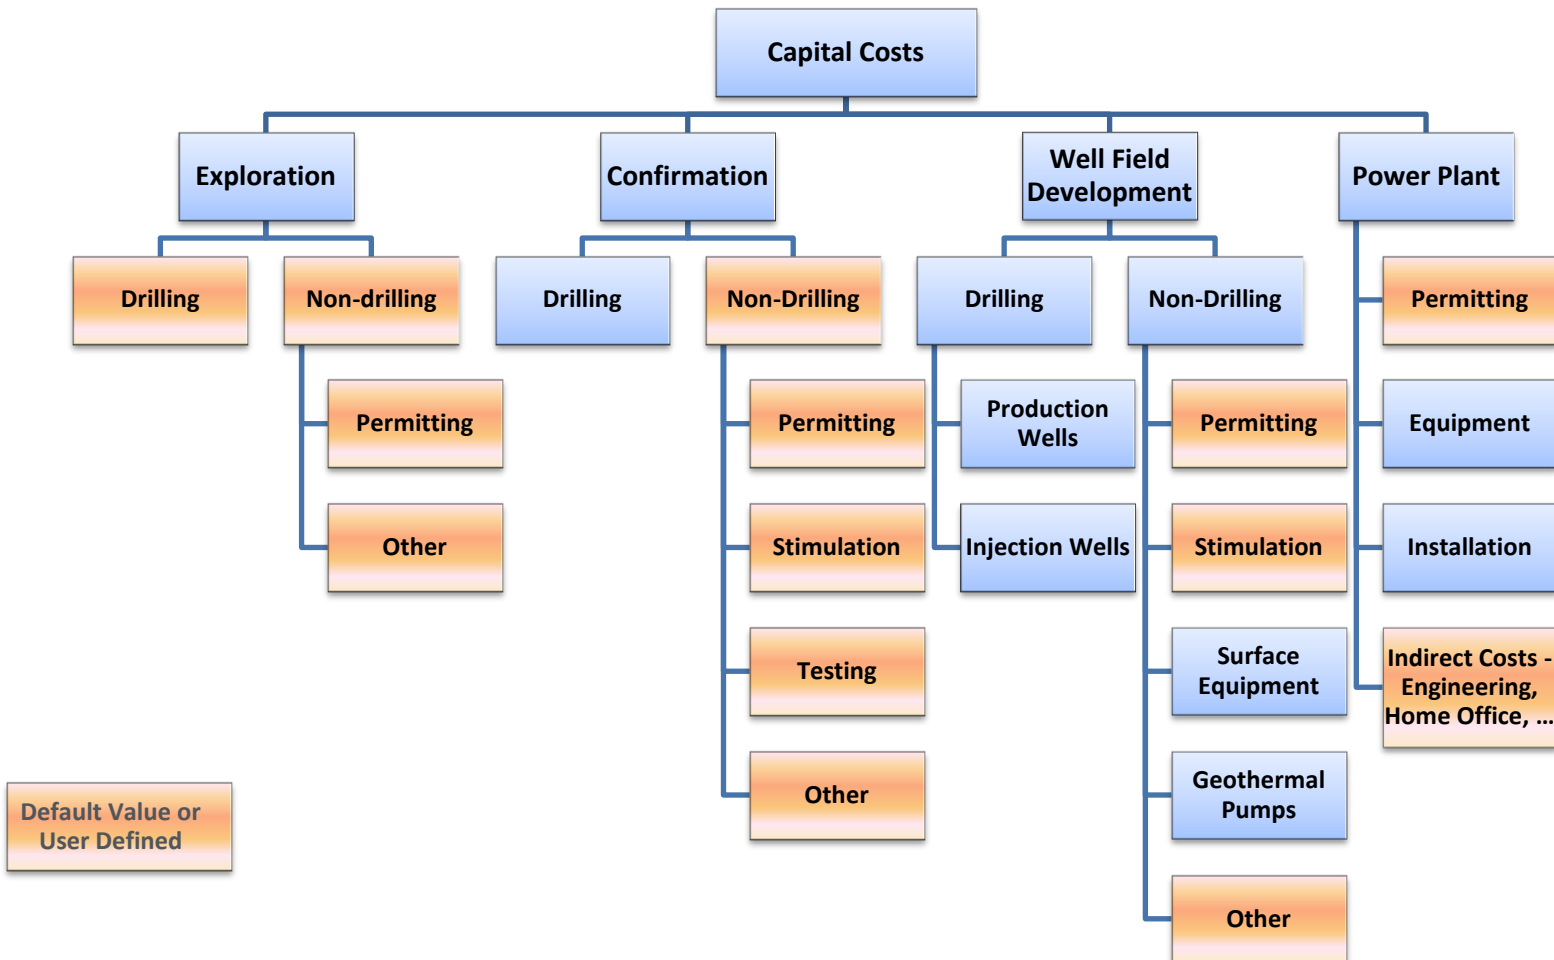 Capital Costs
Exploration
Confirmation
Well Field
Development
Power Plant
Drilling
Non-drilling
Drilling
Non-Drilling
Drilling
Non-Drilling
Permitting
Permitting
Permitting
Production
Wells
Permitting
Equipment
Other
Stimulation
Injection Wells
Stimulation
Installation
Testing
Surface
Equipment
Indirect Costs -
Engineering,
Home Office, ...
Other
Geothermal
Pumps
Default Value or
User Defined
Other